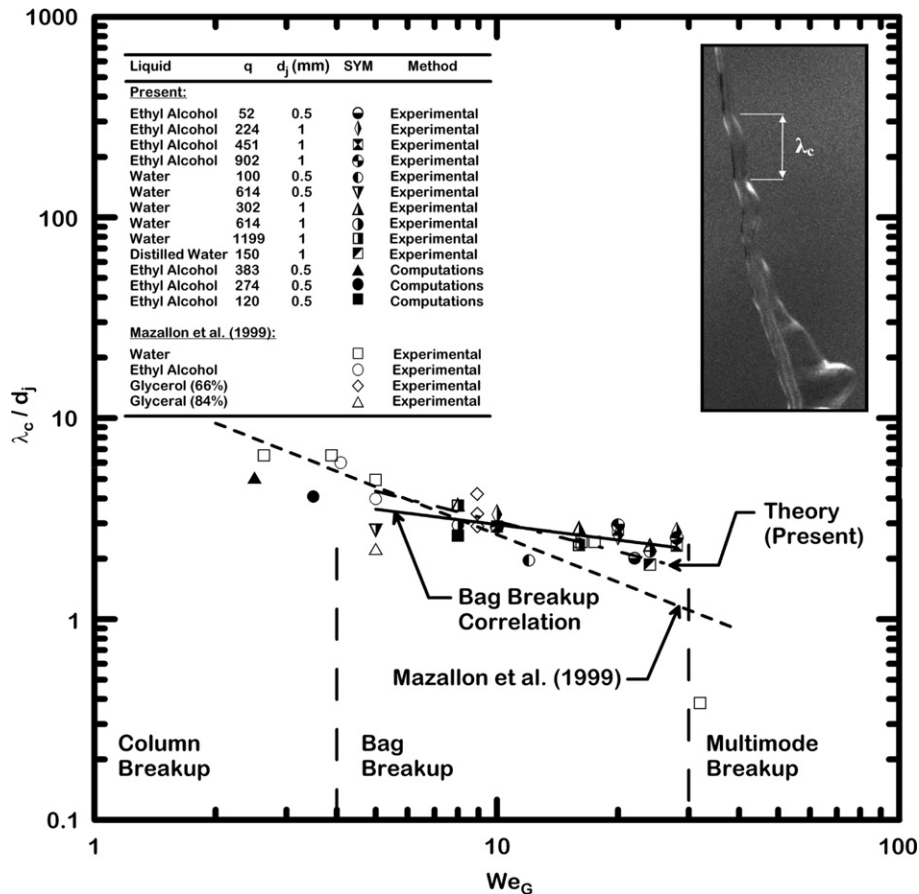 1000
100
10
1
0.1
λc / dj
Liquid q dj (mm) SYM Method
Present:
Ethyl Alcohol 52 0.5 Experimental
Ethyl Alcohol 224 1 Experimental
Ethyl Alcohol 451 1 Experimental
Ethyl Alcohol 902 1 Experimental
Water 100 0.5 Experimental
Water 614 0.5 Experimental
Water 302 1 Experimental
Water 614 1 Experimental
Water 1199 1 Experimental
Distilled Water 150 1 Experimental
Ethyl Alcohol 383 0.5 Computations
Ethyl Alcohol 274 0.5 Computations
Ethyl Alcohol 120 0.5 Computations
Mazallon et al. (1999):
Water Experimental
Ethyl Alcohol Experimental
Glycerol (66%) Experimental
Glyceral (84%) Experimental
λc
Theory
(Present)
Bag Breakup
Correlation
Mazallon et al. (1999)
Column
Breakup
Bag
Breakup
Multimode
Breakup
1 10 100
WeG